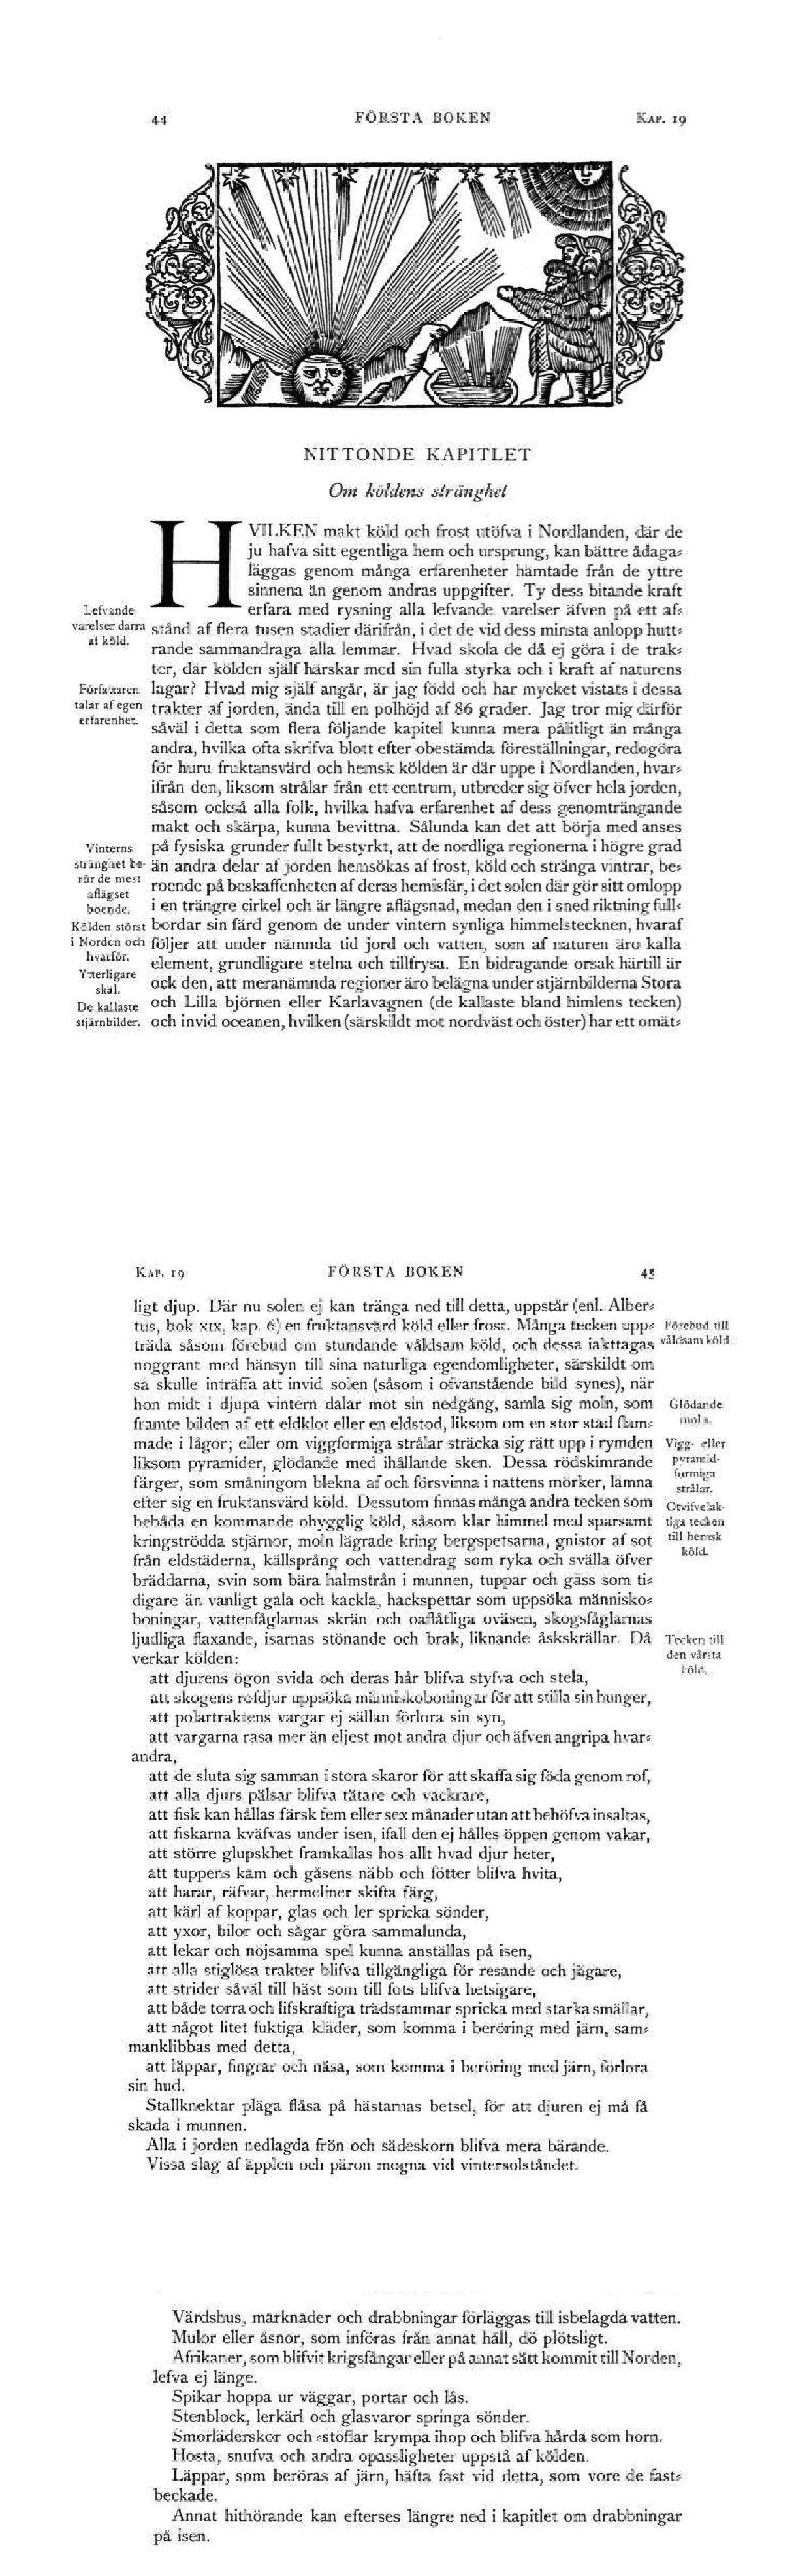 44 FÖRSTA BOKEN KAP. 19
NITTONDE KAPITLET
Om köldens stränghet
HVILKEN makt köld och frost utöfva i Nordlanden, där de
ju hafva sitt egentliga hem och ursprung, kan bättre ådaga-
läggas genom många erfarenheter hämtade från de yttre
sinnena än genom andras uppgifter. Ty dess bitande kraft
erfara med rysning alla lefvande varelser äfven på ett af-
stånd af flera tusen stadier därifrån, i det de vid dess minsta anlopp hutt-
rande sammandraga alla lemmar. Hvad skola de då ej göra i de trak-
ter, där kölden själf härskar med sin fulla styrka och i kraft af naturens
lagar? Hvad mig själf angår, är jag född och har mycket vistats i dessa
trakter af jorden, ända till en polhöjd af 86 grader. Jag tror mig därför
såväl i detta som flera följande kapitel kunna mera pålitligt än många
andra, hvilka ofta skrifva blott efter obestämda föreställningar, redogöra
för huru fruktansvärd och hemsk kölden är där uppe i Nordlanden, hvar-
ifrån den, liksom strålar från ett centrum, utbreder sig öfver hela jorden,
såsom också alla folk, hvilka hafva erfarenhet af dess genomträngande
makt och skärpa, kunna bevittna. Sålunda kan det att börja med anses
på fysiska grunder fullt bestyrkt, att de nordliga regionerna i högre grad
än andra delar af jorden hemsökas af frost, köld och stränga vintrar, be-
roende på beskaffenheten af deras hemisfär, i det solen där gör sitt omlopp
i en trängre cirkel och är längre aflägsnad, medan den i sned riktning full-
bordar sin färd genom de under vintern synliga himmelstecknen, hvaraf
följer att under nämnda tid jord och vatten, som af naturen äro kalla
element, grundligare stelna och tillfrysa. En bidragande orsak härtill är
ock den, att meranämnda regioner äro belägna under stjärnbilderna Stora
och Lilla björnen eller Karlavagnen (de kallaste bland himlens tecken)
och invid oceanen, hvilken (särskildt mot nordväst och öster) har ett omät-
Lefvande
varelser darra
af köld.
Författaren
talar af egen
erfarenhet.
Vinterns
stränghet be-
rör de mest
aflägset
boende.
Kölden störst
i Norden och
hvarför.
Ytterligare
skäl.
De kallaste
stjärnbilder.
KAP. 19 FÖRSTA BOKEN 45
ligt djup. Där nu solen ej kan tränga ned till detta, uppstår (enl. Alber-
tus, bok XIX, kap. 6) en fruktansvärd köld eller frost. Många tecken upp-
träda såsom förebud om stundande våldsam köld, och dessa iakttagas
noggrant med hänsyn till sina naturliga egendomligheter, särskildt om
så skulle inträffa att invid solen (såsom i ofvanstående bild synes), när
hon midt i djupa vintern dalar mot sin nedgång, samla sig moln, som
framte bilden af ett eldklot eller en eldstod, liksom om en stor stad flam-
made i lågor; eller om viggformiga strålar sträcka sig rätt upp i rymden
liksom pyramider, glödande med ihållande sken. Dessa rödskimrande
färger, som småningom blekna af och försvinna i nattens mörker, lämna
efter sig en fruktansvärd köld. Dessutom finnas många andra tecken som
bebåda en kommande ohygglig köld, såsom klar himmel med sparsamt
kringströdda stjärnor, moln lägrade kring bergspetsarna, gnistor af sot
från eldstäderna, källsprång och vattendrag som ryka och svälla öfver
bräddarna, svin som bära halmstrån i munnen, tuppar och gäss som ti-
digare än vanligt gala och kackla, hackspettar som uppsöka människo-
boningar, vattenfåglarnas skrän och oaflåtliga oväsen, skogsfåglarnas
ljudliga flaxande, isarnas stönande och brak, liknande åskskrällar. Då
verkar kölden:
att djurens ögon svida och deras hår blifva styfva och stela,
att skogens rofdjur uppsöka människoboningar för att stilla sin hunger,
att polartraktens vargar ej sällan förlora sin syn,
att vargarna rasa mer än eljest mot andra djur och äfven angripa hvar-
andra,
att de sluta sig samman i stora skaror för att skaffa sig föda genom rof,
att alla djurs pälsar blifva tätare och vackrare,
att fisk kan hållas färsk fem eller sex månader utan att behöfva insaltas,
att fiskarna kväfvas under isen, ifall den ej hålles öppen genom vakar,
att större glupskhet framkallas hos allt hvad djur heter,
att tuppens kam och gåsens näbb och fötter blifva hvita,
att harar, räfvar, hermeliner skifta färg,
att kärl af koppar, glas och ler spricka sönder,
att yxor, bilor och sågar göra sammalunda,
att lekar och nöjsamma spel kunna anställas på isen,
att alla stiglösa trakter blifva tillgängliga för resande och jägare,
att strider såväl till häst som till fots blifva hetsigare,
att både torra och lifskraftiga trädstammar spricka med starka smällar,
att något litet fuktiga kläder, som komma i beröring med järn, sam-
manklibbas med detta,
att läppar, fingrar och näsa, som komma i beröring med järn, förlora
sin hud.
Stallknektar pläga flåsa på hästarnas betsel, för att djuren ej må få
skada i munnen.
Alla i jorden nedlagda frön och sädeskorn blifva mera bärande.
Vissa slag af äpplen och päron mogna vid vintersolståndet.
Förebud till
våldsam köld.
Glödande
moln.
Vigg- eller
pyramid-
formiga
strålar.
Otvifvelak-
tiga tecken
till hemsk
köld.
Tecken till
den värsta
köld.
Värdshus, marknader och drabbningar förläggas till isbelagda vatten.
Mulor eller åsnor, som införas från annat håll, dö plötsligt.
Afrikaner, som blifvit krigsfångar eller på annat sätt kommit till Norden,
lefva ej länge.
Spikar hoppa ur väggar, portar och lås.
Stenblock, lerkärl och glasvaror springa sönder.
Smorläderskor och -stöflar krympa ihop och blifva hårda som horn.
Hosta, snufva och andra opassligheter uppstå af kölden.
Läppar, som beröras af järn, häfta fast vid detta, som vore de fast-
beckade.
Annat hithörande kan efterses längre ned i kapitlet om drabbningar
på isen.